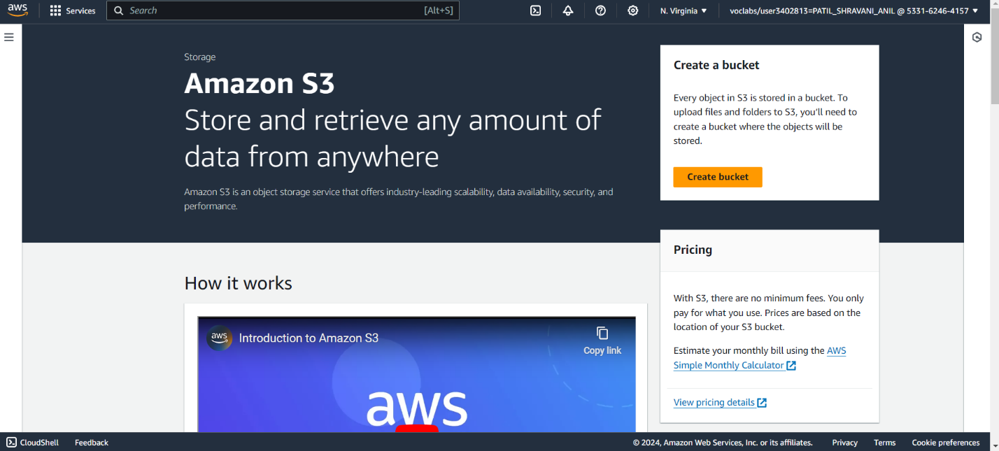 aws
Services
Search
[Alt+S]
N. Virginia
voclabs/user3402813=PATIL_SHRAVANI_ANIL @ 5331-6246-4157
Storage
Amazon S3
Store and retrieve any amount of
data from anywhere
Amazon S3 is an object storage service that offers industry-leading scalability, data availability, security, and
performance.
Create a bucket
Every object in S3 is stored in a bucket. To
upload files and folders to S3, you'll need to
create a bucket where the objects will be
stored.
Create bucket
Pricing
With S3, there are no minimum fees. You only
pay for what you use. Prices are based on the
location of your S3 bucket.
Estimate your monthly bill using the AWS
Simple Monthly Calculator
View pricing details
How it works
aws
Introduction to Amazon S3
Copy link
aws
CloudShell
Feedback
© 2024, Amazon Web Services, Inc. or its affiliates.
Privacy
Terms
Cookie preferences